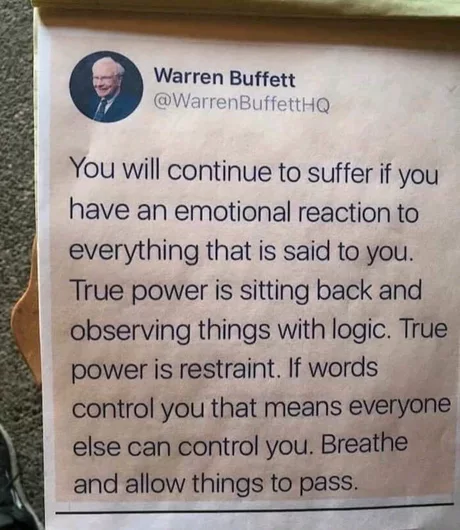 Warren Buffett
@WarrenBuffettHQ
You will continue to suffer if you
have an emotional reaction to
everything that is said to you.
True power is sitting back and
observing things with logic. True
power is restraint. If words
control you that means everyone
else can control you. Breathe
and allow things to pass.